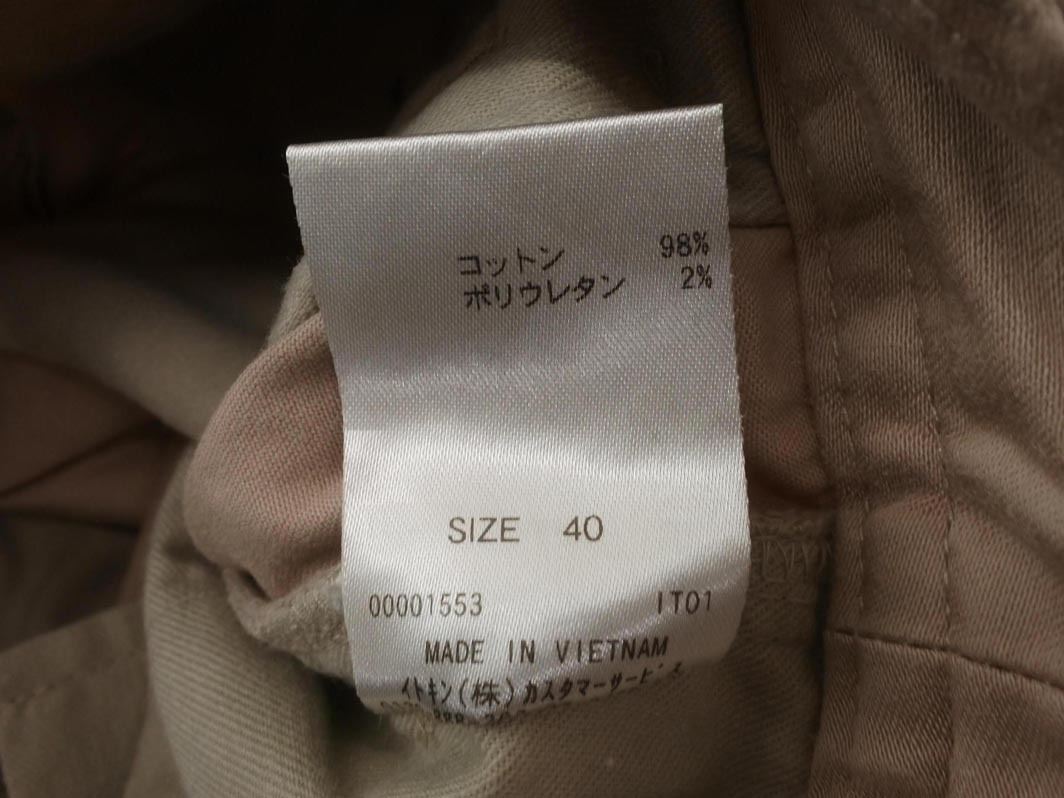 コットン 98%
ポリウレタン 2%
SIZE 40
00001553 IT01
MADE IN VIETNAM
イトキン(株)カスタマーサービス